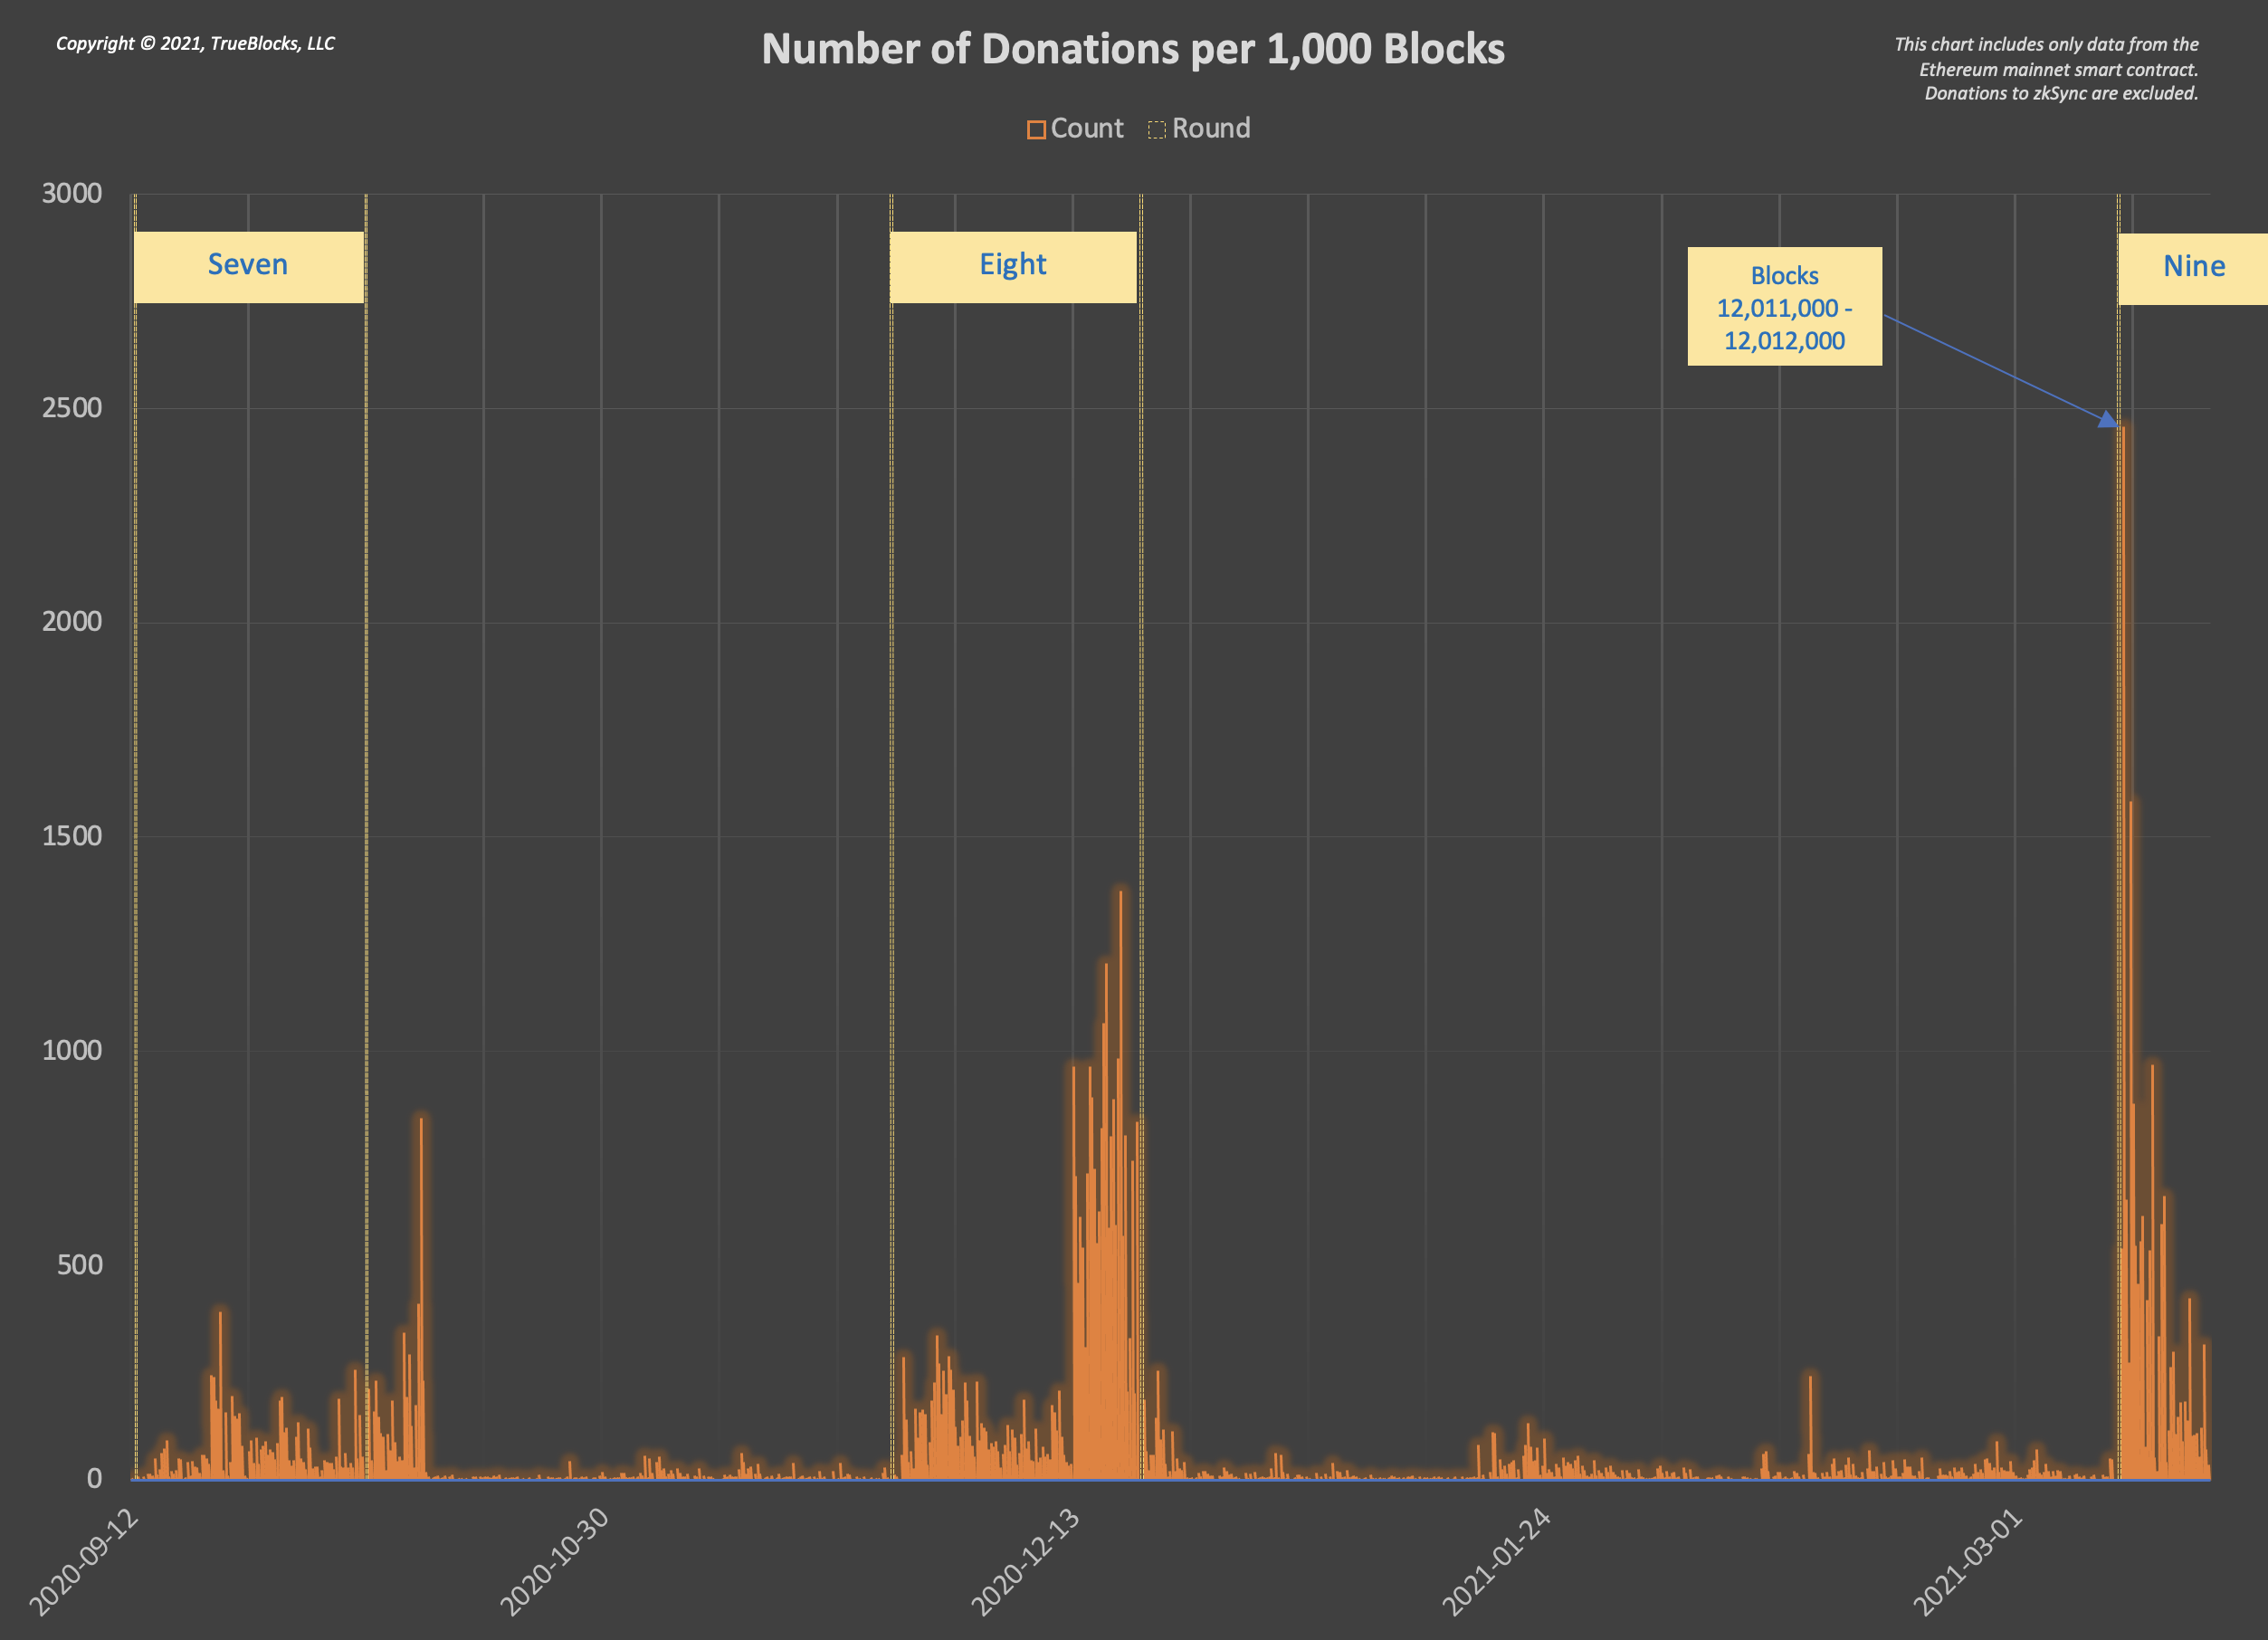 Copyright © 2021, TrueBlocks, LLC
Number of Donations per 1,000 Blocks
This chart includes only data from the
Ethereum mainnet smart contract.
Donations to zkSync are excluded.
Count
Round
3000
2500
2000
1500
1000
500
0
Seven
Eight
Blocks
12,011,000 -
12,012,000
Nine
2020-09-12
2020-10-30
2020-12-13
2021-01-24
2021-03-01